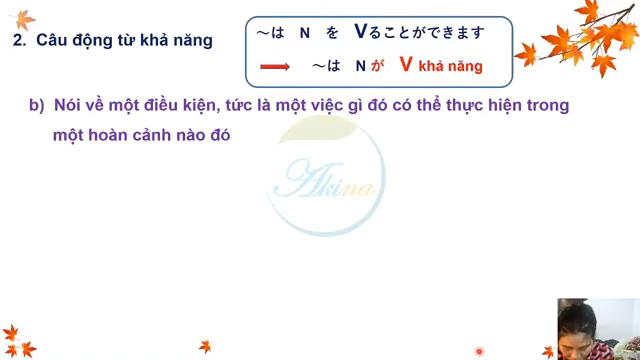 2. Câu động từ khả năng
～は N を Vることができます
～は N が V khả năng
b) Nói về một điều kiện, tức là một việc gì đó có thể thực hiện trong
một hoàn cảnh nào đó
Akina